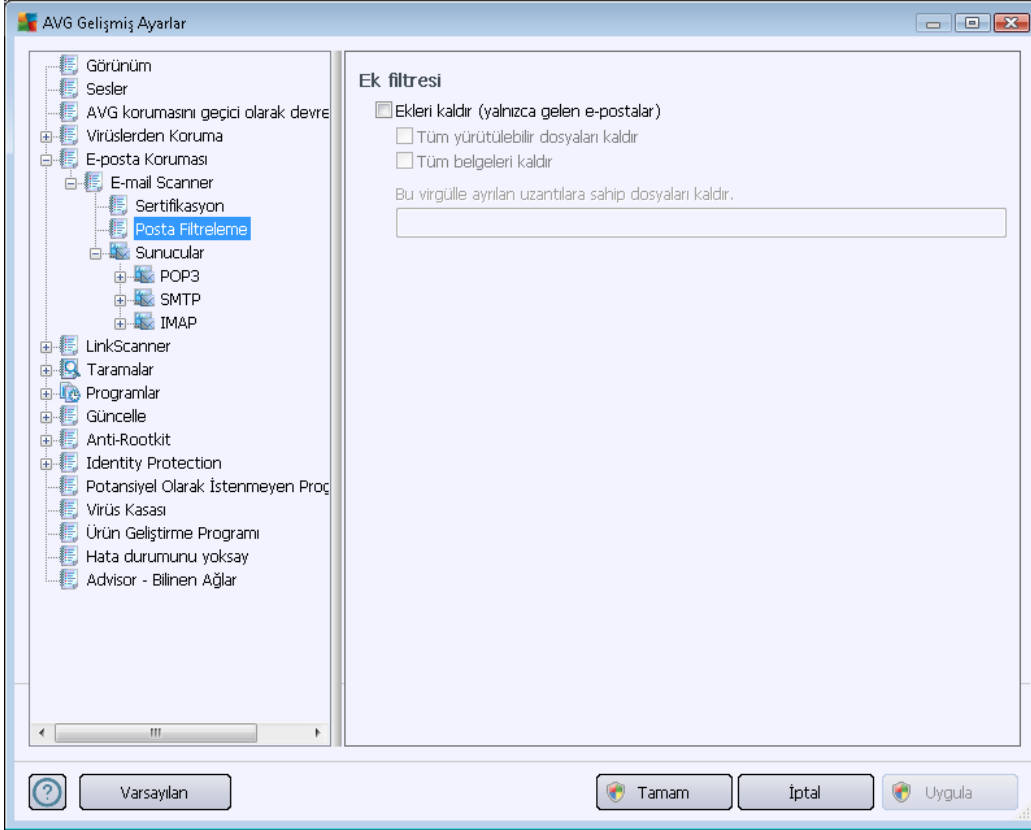 AVG Gelişmiş Ayarlar
Görünüm
Sesler
AVG korumasını geçici olarak devre
Virüslerden Koruma
E-posta Koruması
E-mail Scanner
Sertifikasyon
Posta Filtreleme
Sunucular
POP3
SMTP
IMAP
LinkScanner
Taramalar
Programlar
Güncelle
Anti-Rootkit
Identity Protection
Potansiyel Olarak İstenmeyen Prog
Virüs Kasası
Ürün Geliştirme Programı
Hata durumunu yoksay
Advisor - Bilinen Ağlar
Ek filtresi
Ekleri kaldır (yalnızca gelen e-postalar)
Tüm yürütülebilir dosyaları kaldır
Tüm belgeleri kaldır
Bu virgülle ayrılan uzantılara sahip dosyaları kaldır.
Varsayılan
Tamam
İptal
Uygula